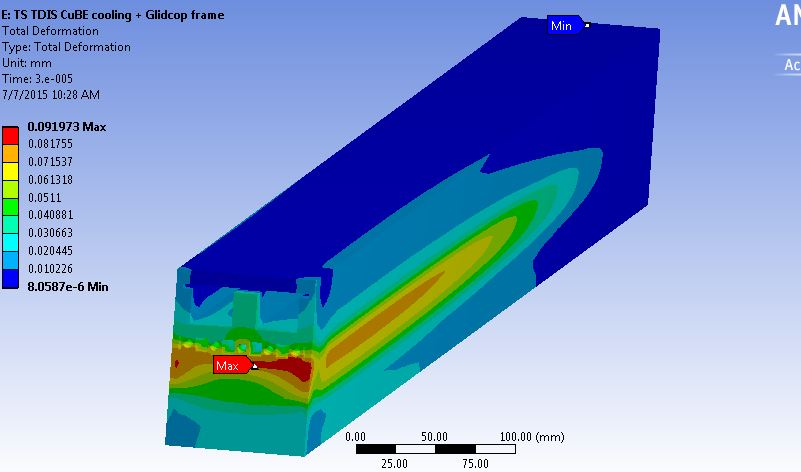 E: TS TDIS CuBE cooling + Glidcop frame
Total Deformation
Type: Total Deformation
Unit: mm
Time: 3.e-005
7/7/2015 10:28 AM
0.091973 Max
0.081755
0.071537
0.061318
0.0511
0.040881
0.030663
0.020445
0.010226
8.0587e-6 Min
Min
AN
Ac
Max
0.00 50.00 100.00 (mm)
25.00 75.00